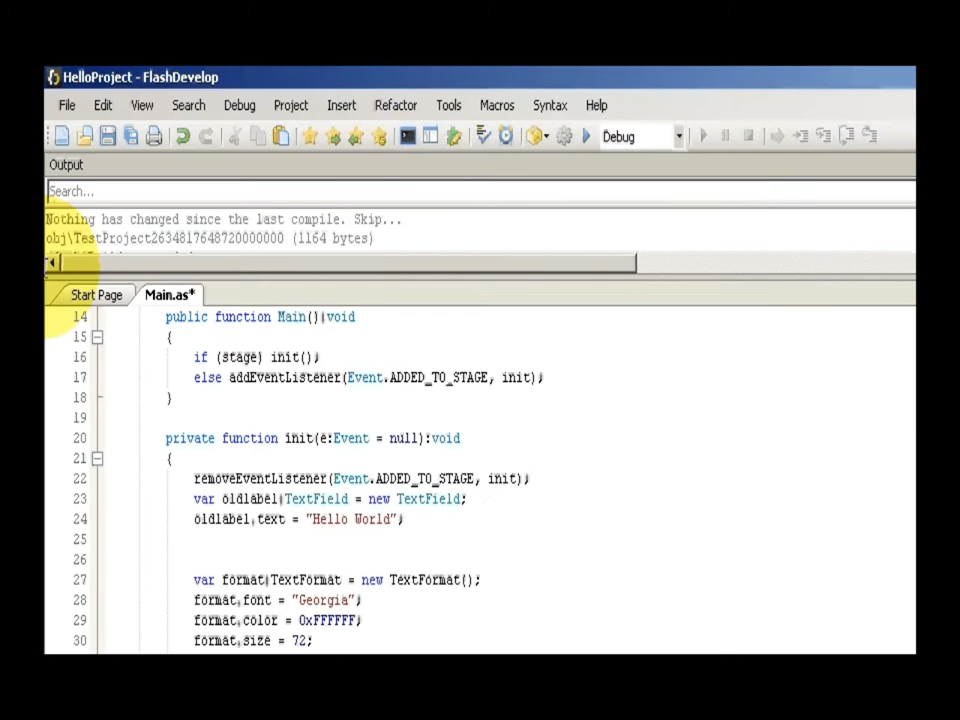 HelloProject - FlashDevelop
File Edit View Search Debug Project Insert Refactor Tools Macros Syntax Help
Debug
Output
Search...
Nothing has changed since the last compile. Skip...
obj\TestProject2634817648720000000 (1164 bytes)
Start Page Main.as*
14 public function Main():void
15 {
16 if (stage) init();
17 else addEventListener(Event.ADDED_TO_STAGE, init);
18 }
19
20 private function init(e:Event = null):void
21 {
22 removeEventListener(Event.ADDED_TO_STAGE, init);
23 var oldlabel:TextField = new TextField;
24 oldlabel.text = "Hello World";
25
26
27 var format:TextFormat = new TextFormat();
28 format.font = "Georgia";
29 format.color = 0xFFFFFF;
30 format.size = 72;